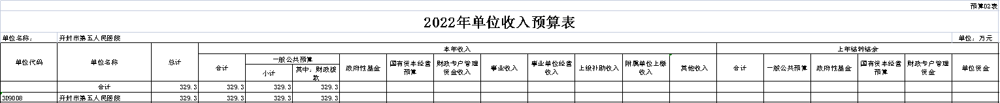 预算02表
2022年单位收入预算表
单位名称： 开封市第五人民医院 单位：万元
单位代码 单位名称 总计 本年收入 上年结转结余
合计 一般公共预算 政府性基金 国有资本经营预算 财政专户管理资金收入 事业收入 事业单位经营收入 上级补助收入 附属单位上缴收入 其他收入 合计 一般公共预算 政府性基金 国有资本经营预算 财政专户管理资金 单位资金
小计 其中：财政拨款
合计 329.3 329.3 329.3 329.3
309008 开封市第五人民医院 329.3 329.3 329.3 329.3